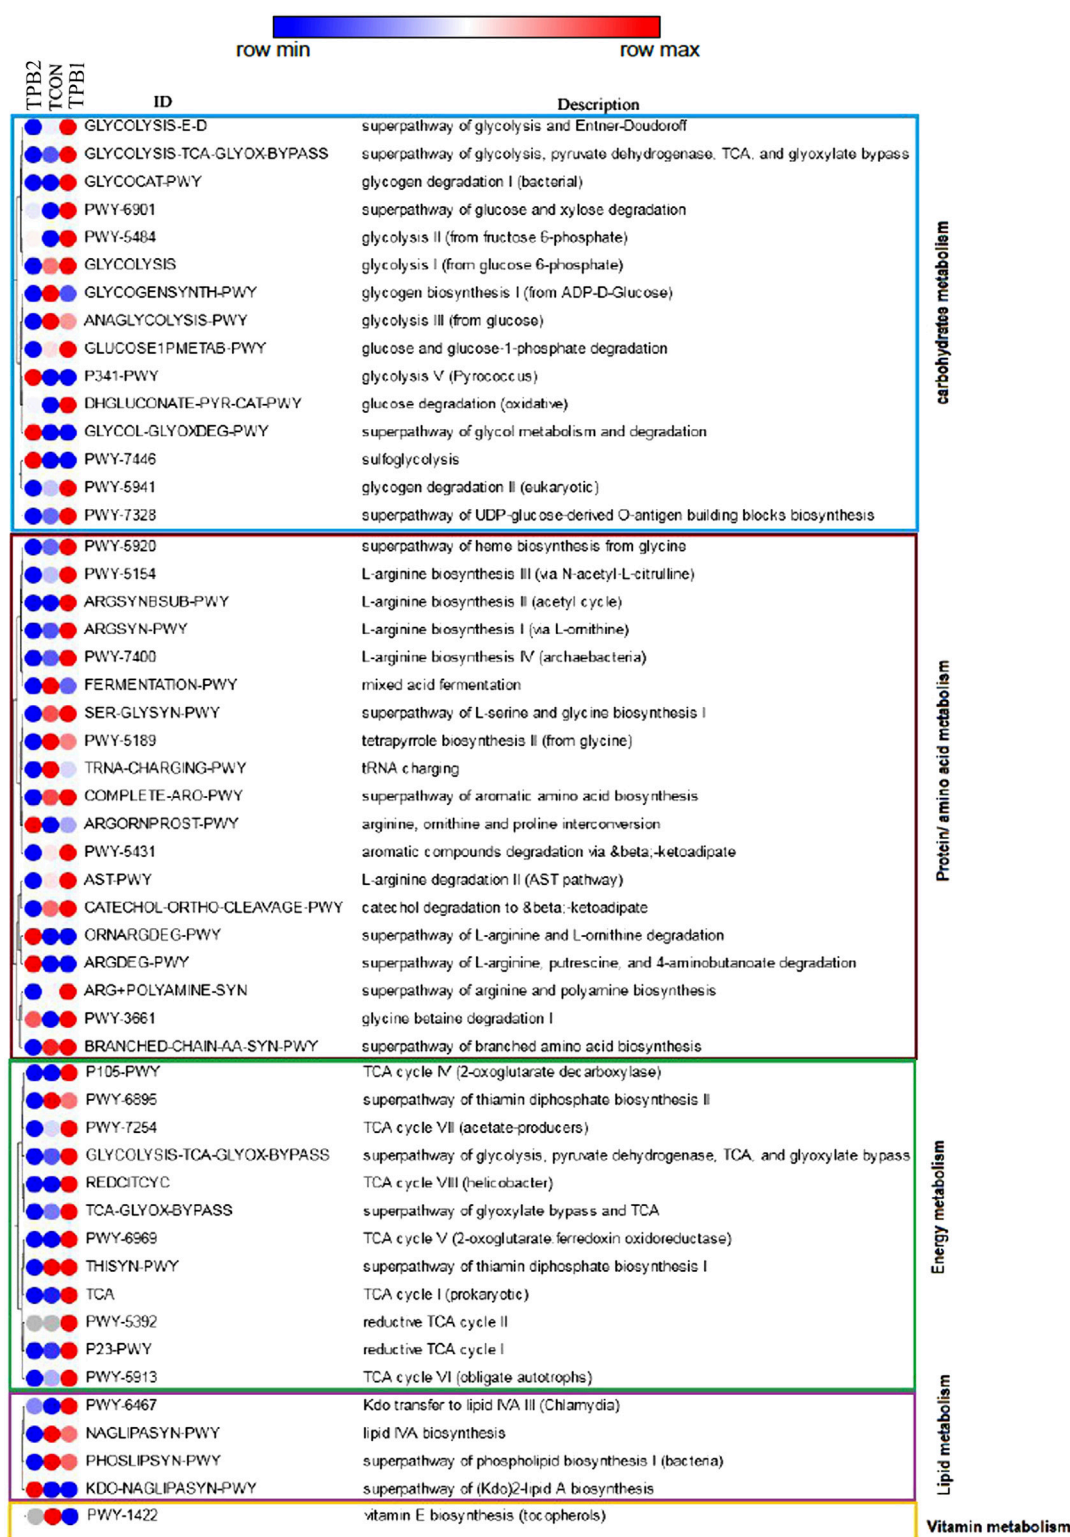 row min row max
TPB2 TCON TPB1
ID Description
GLYCOLYSIS-E-D superpathway of glycolysis and Entner-Doudoroff
GLYCOLYSIS-TCA-GLYOX-BYPASS superpathway of glycolysis, pyruvate dehydrogenase, TCA, and glyoxylate bypass
GLYCOCAT-PWY glycogen degradation I (bacterial)
PWY-6901 superpathway of glucose and xylose degradation
PWY-5484 glycolysis II (from fructose 6-phosphate)
GLYCOLYSIS glycolysis I (from glucose 6-phosphate)
GLYCOGENSYNTH-PWY glycogen biosynthesis I (from ADP-D-Glucose)
ANAGLYCOLYSIS-PWY glycolysis III (from glucose)
GLUCOSE1PMETAB-PWY glucose and glucose-1-phosphate degradation
P341-PWY glycolysis V (Pyrococcus)
DHGLUCONATE-PYR-CAT-PWY glucose degradation (oxidative)
GLYCOL-GLYOXDEG-PWY superpathway of glycol metabolism and degradation
PWY-7446 sulfoglycolysis
PWY-5941 glycogen degradation II (eukaryotic)
PWY-7328 superpathway of UDP-glucose-derived O-antigen building blocks biosynthesis
carbohydrates metabolism
PWY-5920 superpathway of heme biosynthesis from glycine
PWY-5154 L-arginine biosynthesis III (via N-acetyl-L-citrulline)
ARGSYNBSUB-PWY L-arginine biosynthesis II (acetyl cycle)
ARGSYN-PWY L-arginine biosynthesis I (via L-ornithine)
PWY-7400 L-arginine biosynthesis IV (archaebacteria)
FERMENTATION-PWY mixed acid fermentation
SER-GLYSYN-PWY superpathway of L-serine and glycine biosynthesis I
PWY-5189 tetrapyrrole biosynthesis II (from glycine)
TRNA-CHARGING-PWY tRNA charging
COMPLETE-ARO-PWY superpathway of aromatic amino acid biosynthesis
ARGORNPROST-PWY arginine, ornithine and proline interconversion
PWY-5431 aromatic compounds degradation via &beta;-ketoadipate
AST-PWY L-arginine degradation II (AST pathway)
CATECHOL-ORTHO-CLEAVAGE-PWY catechol degradation to &beta;-ketoadipate
ORNARGDEG-PWY superpathway of L-arginine and L-ornithine degradation
ARGDEG-PWY superpathway of L-arginine, putrescine, and 4-aminobutanoate degradation
ARG+POLYAMINE-SYN superpathway of arginine and polyamine biosynthesis
PWY-3661 glycine betaine degradation I
BRANCHED-CHAIN-AA-SYN-PWY superpathway of branched amino acid biosynthesis
Protein/ amino acid metabolism
P105-PWY TCA cycle IV (2-oxoglutarate decarboxylase)
PWY-6895 superpathway of thiamin diphosphate biosynthesis II
PWY-7254 TCA cycle VII (acetate-producers)
GLYCOLYSIS-TCA-GLYOX-BYPASS superpathway of glycolysis, pyruvate dehydrogenase, TCA, and glyoxylate bypass
REDCITCYC TCA cycle VIII (helicobacter)
TCA-GLYOX-BYPASS superpathway of glyoxylate bypass and TCA
PWY-6969 TCA cycle V (2-oxoglutarate:ferredoxin oxidoreductase)
THISYN-PWY superpathway of thiamin diphosphate biosynthesis I
TCA TCA cycle I (prokaryotic)
PWY-5392 reductive TCA cycle II
P23-PWY reductive TCA cycle I
PWY-5913 TCA cycle VI (obligate autotrophs)
Energy metabolism
PWY-6467 Kdo transfer to lipid IVA III (Chlamydia)
NAGLIPASYN-PWY lipid IVA biosynthesis
PHOSLIPSYN-PWY superpathway of phospholipid biosynthesis I (bacteria)
KDO-NAGLIPASYN-PWY superpathway of (Kdo)2-lipid A biosynthesis
Lipid metabolism
PWY-1422 vitamin E biosynthesis (tocopherols)
Vitamin metabolism